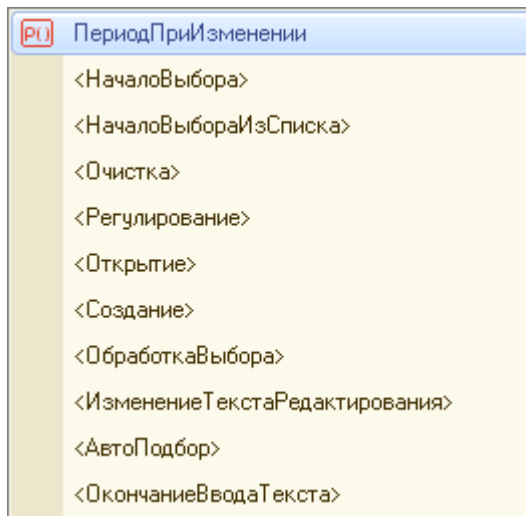 P() ПериодПриИзменении
<НачалоВыбора>
<НачалоВыбораИзСписка>
<Очистка>
<Регулирование>
<Открытие>
<Создание>
<ОбработкаВыбора>
<ИзменениеТекстаРедактирования>
<АвтоПодбор>
<ОкончаниеВводаТекста>